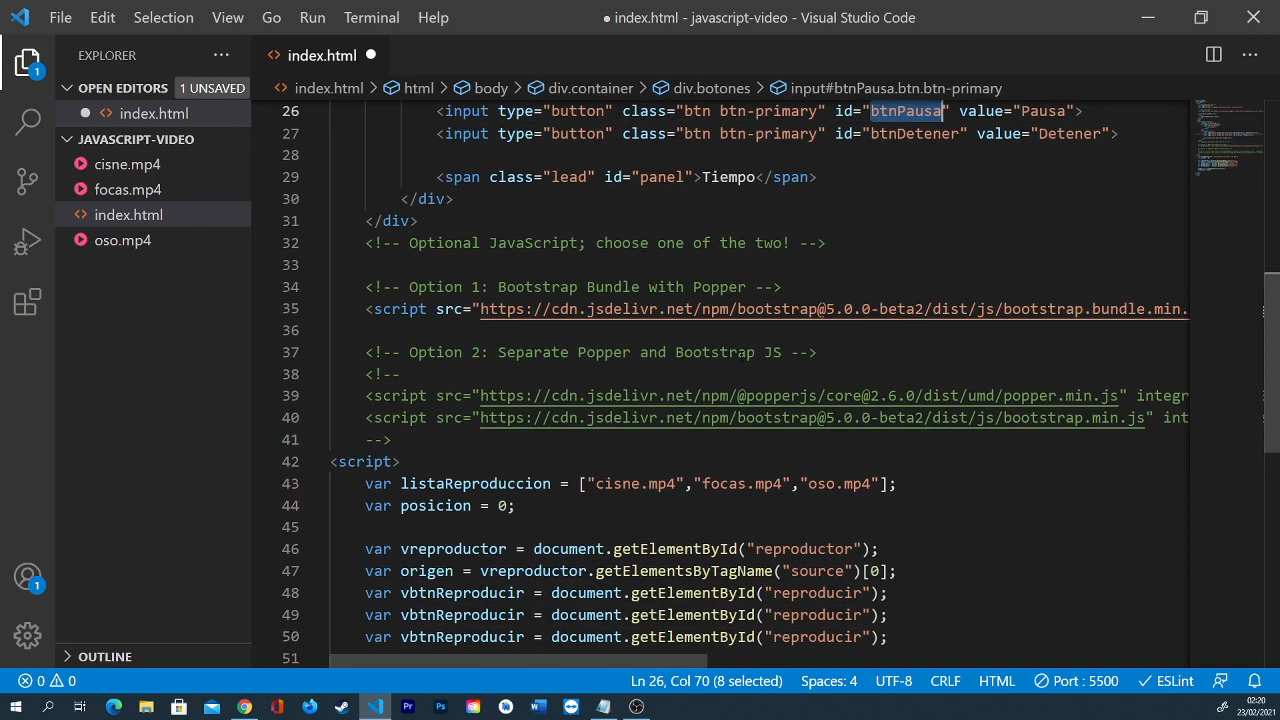 File Edit Selection View Go Run Terminal Help
● index.html - javascript-video - Visual Studio Code
EXPLORER
index.html
OPEN EDITORS 1 UNSAVED
index.html > html > body > div.container > div.botones > input#btnPausa.btn.btn-primary
index.html
JAVASCRIPT-VIDEO
cisne.mp4
focas.mp4
index.html
oso.mp4
26 <input type="button" class="btn btn-primary" id="btnPausa" value="Pausa">
27 <input type="button" class="btn btn-primary" id="btnDetener" value="Detener">
28
29 <span class="lead" id="panel">Tiempo</span>
30 </div>
31 </div>
32 <!-- Optional JavaScript; choose one of the two! -->
33
34 <!-- Option 1: Bootstrap Bundle with Popper -->
35 <script src="https://cdn.jsdelivr.net/npm/bootstrap@5.0.0-beta2/dist/js/bootstrap.bundle.min.
36
37 <!-- Option 2: Separate Popper and Bootstrap JS -->
38 <!--
39 <script src="https://cdn.jsdelivr.net/npm/@popperjs/core@2.6.0/dist/umd/popper.min.js" integr
40 <script src="https://cdn.jsdelivr.net/npm/bootstrap@5.0.0-beta2/dist/js/bootstrap.min.js" int
41 -->
42 <script>
43 var listaReproduccion = ["cisne.mp4","focas.mp4","oso.mp4"];
44 var posicion = 0;
45
46 var vreproductor = document.getElementById("reproductor");
47 var origen = vreproductor.getElementsByTagName("source")[0];
48 var vbtnReproducir = document.getElementById("reproducir");
49 var vbtnReproducir = document.getElementById("reproducir");
50 var vbtnReproducir = document.getElementById("reproducir");
51
1
1
OUTLINE
0 0
Ln 26, Col 70 (8 selected)
Spaces: 4
UTF-8
CRLF
HTML
Port : 5500
ESLint
02:20
23/02/2021